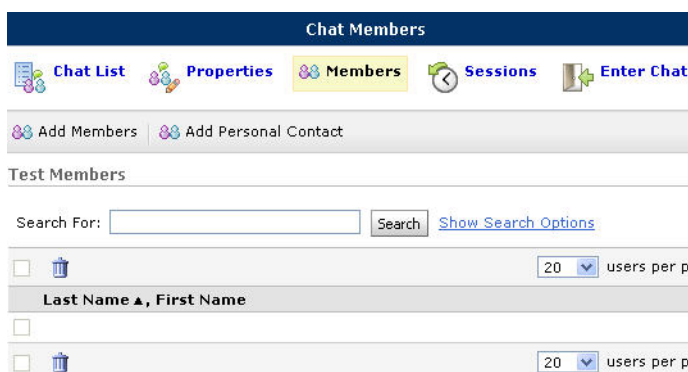 Chat Members
Chat List Properties Members Sessions Enter Chat
Add Members Add Personal Contact
Test Members
Search For: Search Show Search Options
20 users per p
Last Name ▲, First Name
20 users per p